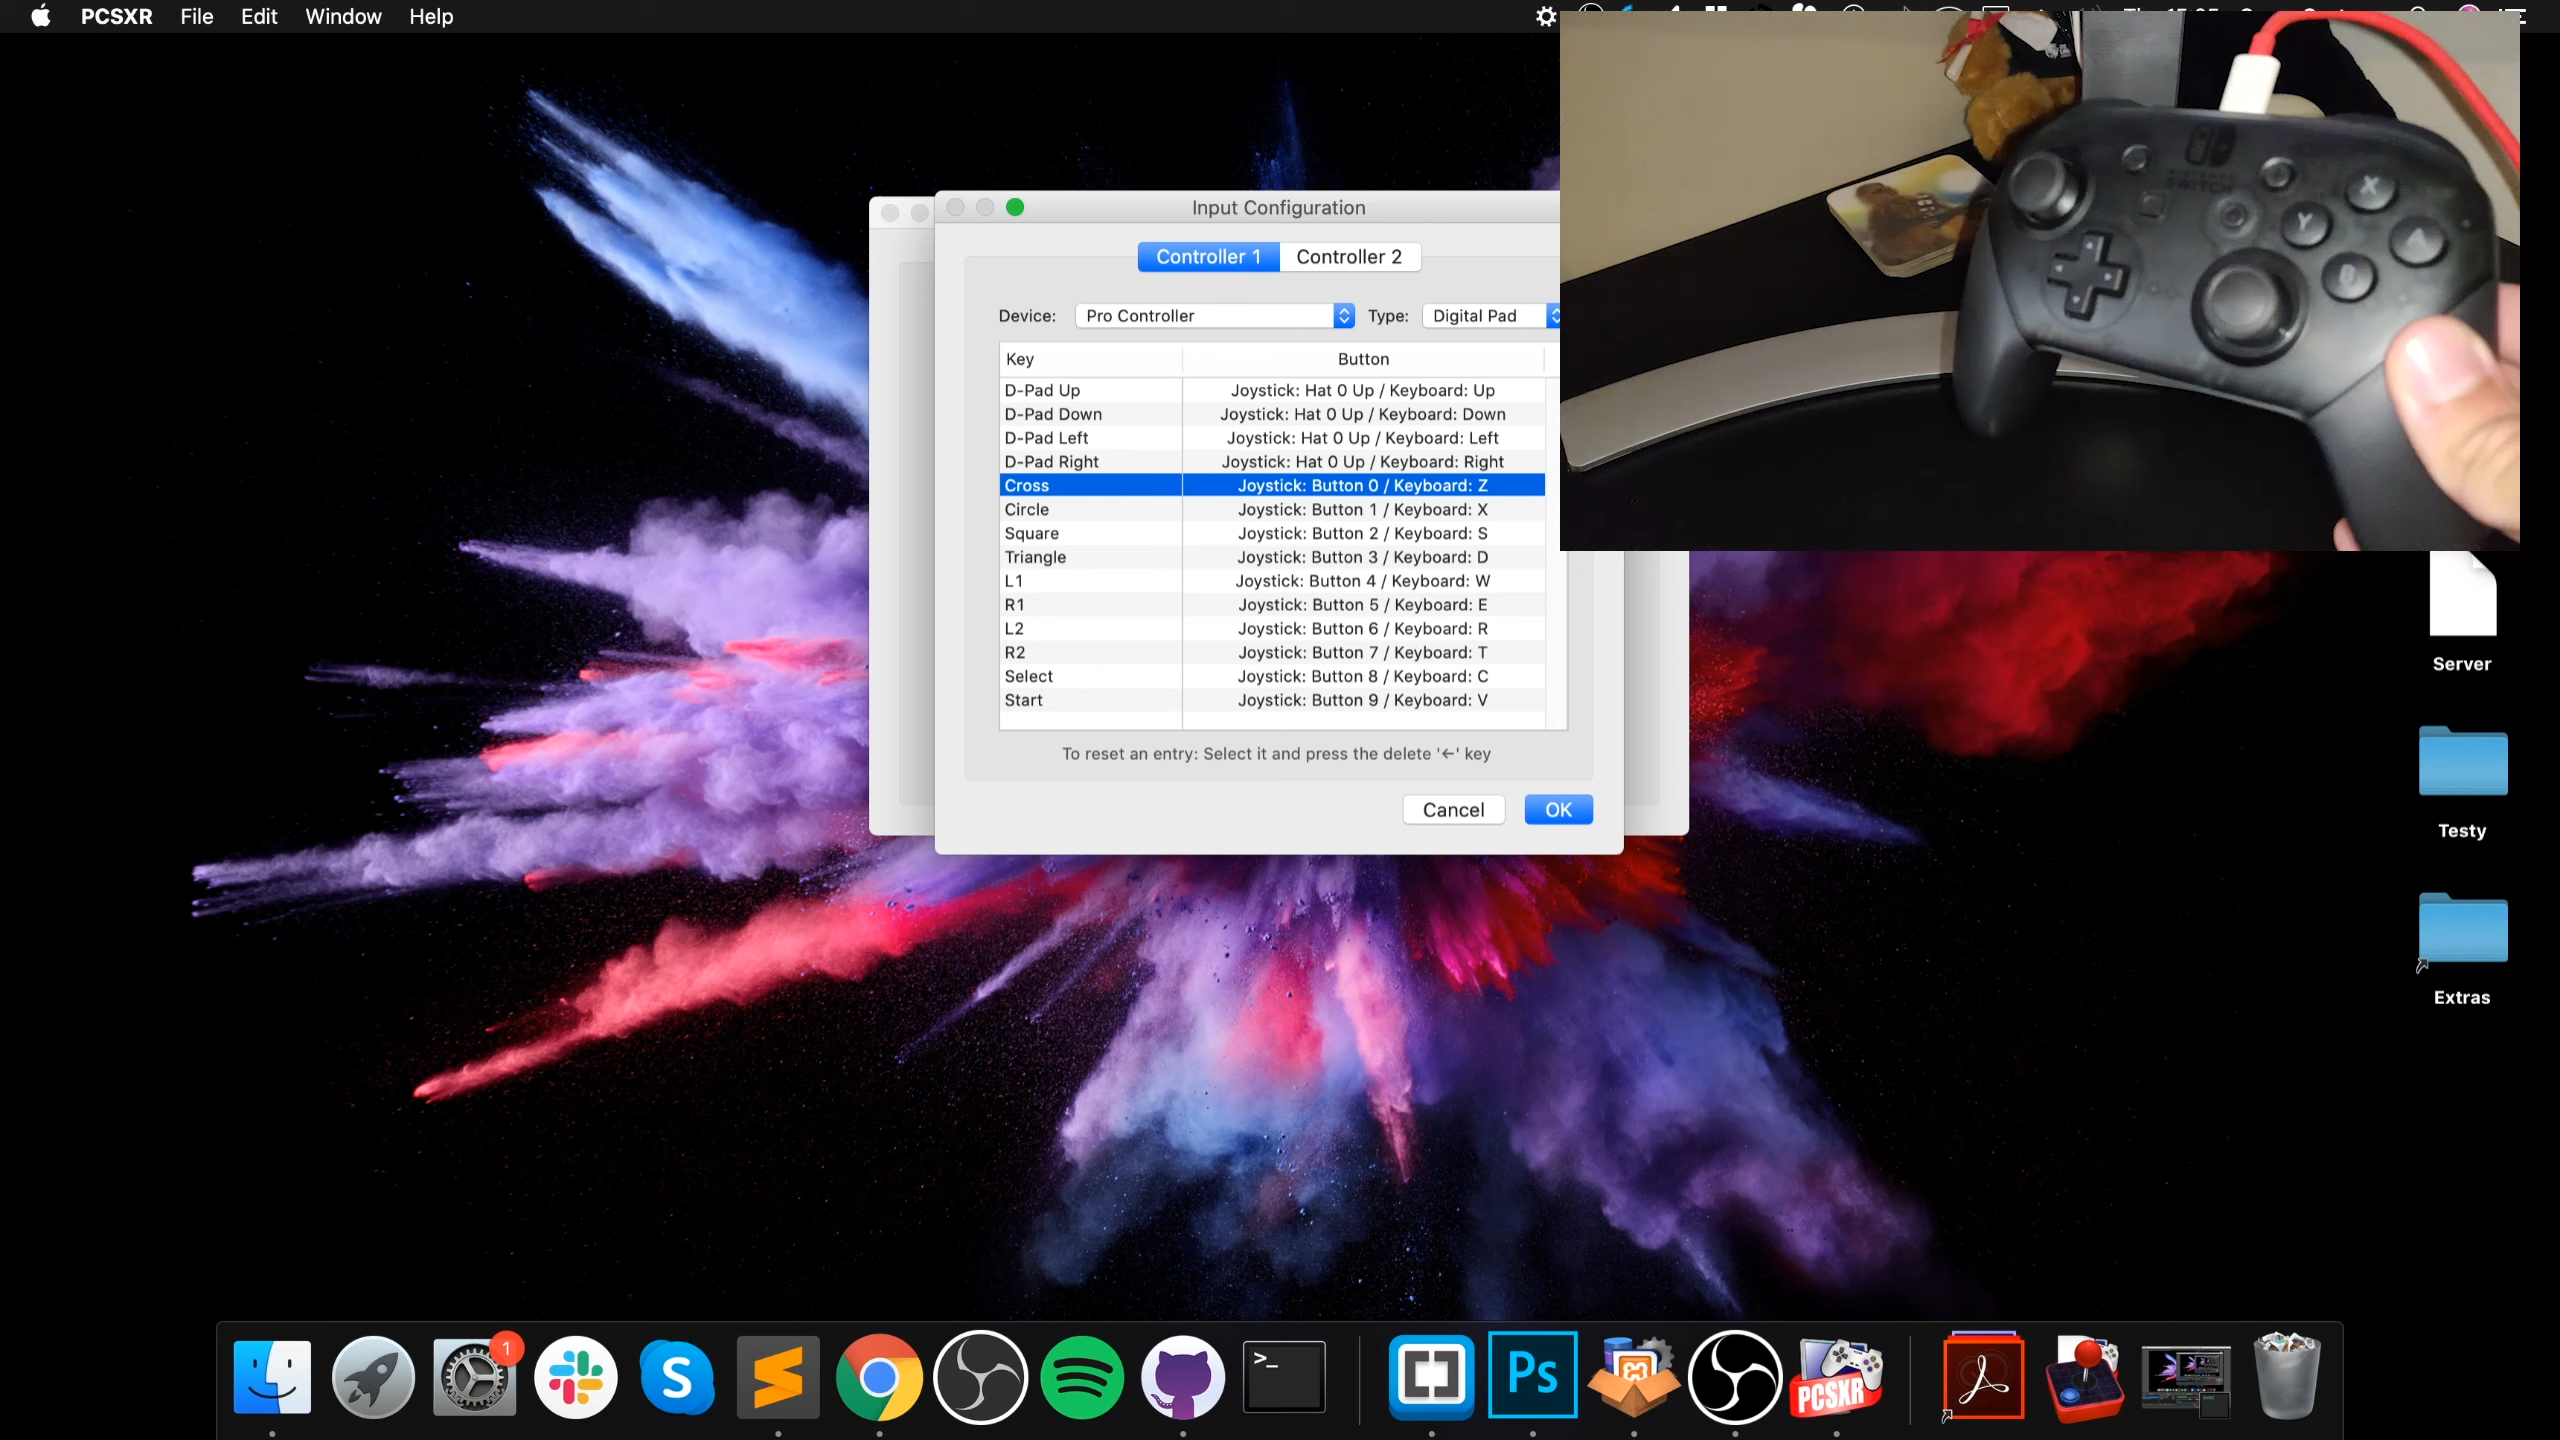 PCSXR File Edit Window Help
SWITCH
X
Y
A
B
Input Configuration
Controller 1 Controller 2
Device: Pro Controller Type: Digital Pad
Key Button
D-Pad Up Joystick: Hat 0 Up / Keyboard: Up
D-Pad Down Joystick: Hat 0 Up / Keyboard: Down
D-Pad Left Joystick: Hat 0 Up / Keyboard: Left
D-Pad Right Joystick: Hat 0 Up / Keyboard: Right
Cross Joystick: Button 0 / Keyboard: Z
Circle Joystick: Button 1 / Keyboard: X
Square Joystick: Button 2 / Keyboard: S
Triangle Joystick: Button 3 / Keyboard: D
L1 Joystick: Button 4 / Keyboard: W
R1 Joystick: Button 5 / Keyboard: E
L2 Joystick: Button 6 / Keyboard: R
R2 Joystick: Button 7 / Keyboard: T
Select Joystick: Button 8 / Keyboard: C
Start Joystick: Button 9 / Keyboard: V
To reset an entry: Select it and press the delete '←' key
Cancel OK
Server
Testy
Extras
1
S
>_
Ps
PCSXR